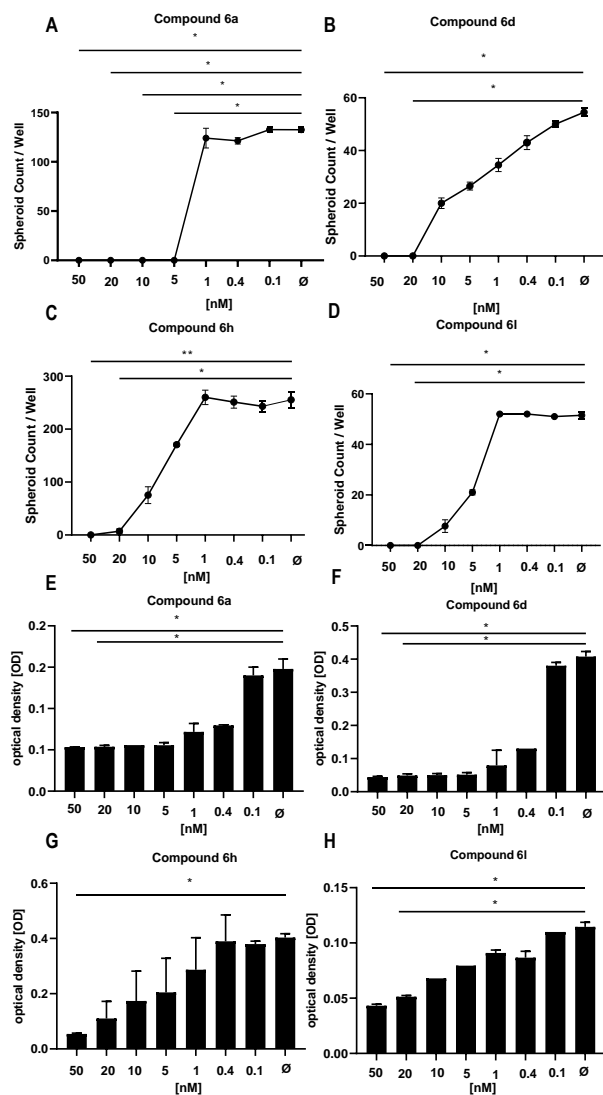 A
Compound 6a
*
*
*
*
Spheroid Count / Well
150
100
50
0
50 20 10 5 1 0.4 0.1 Ø
[nM]
B
Compound 6d
*
*
Spheroid Count / Well
60
40
20
0
50 20 10 5 1 0.4 0.1 Ø
[nM]
C
Compound 6h
**
*
Spheroid Count / Well
300
200
100
0
50 20 10 5 1 0.4 0.1 Ø
[nM]
D
Compound 6l
*
*
Spheroid Count / Well
60
40
20
0
50 20 10 5 1 0.4 0.1 Ø
[nM]
E
Compound 6a
*
*
optical density [OD]
0.2
0.2
0.1
0.0
50 20 10 5 1 0.4 0.1 Ø
[nM]
F
Compound 6d
*
*
optical density [OD]
0.5
0.4
0.1
0.0
50 20 10 5 1 0.4 0.1 Ø
[nM]
G
Compound 6h
*
optical density [OD]
0.6
0.4
0.2
0.0
50 20 10 5 1 0.4 0.1 Ø
[nM]
H
Compound 6l
*
*
optical density [OD]
0.15
0.10
0.05
0.00
50 20 10 5 1 0.4 0.1 Ø
[nM]